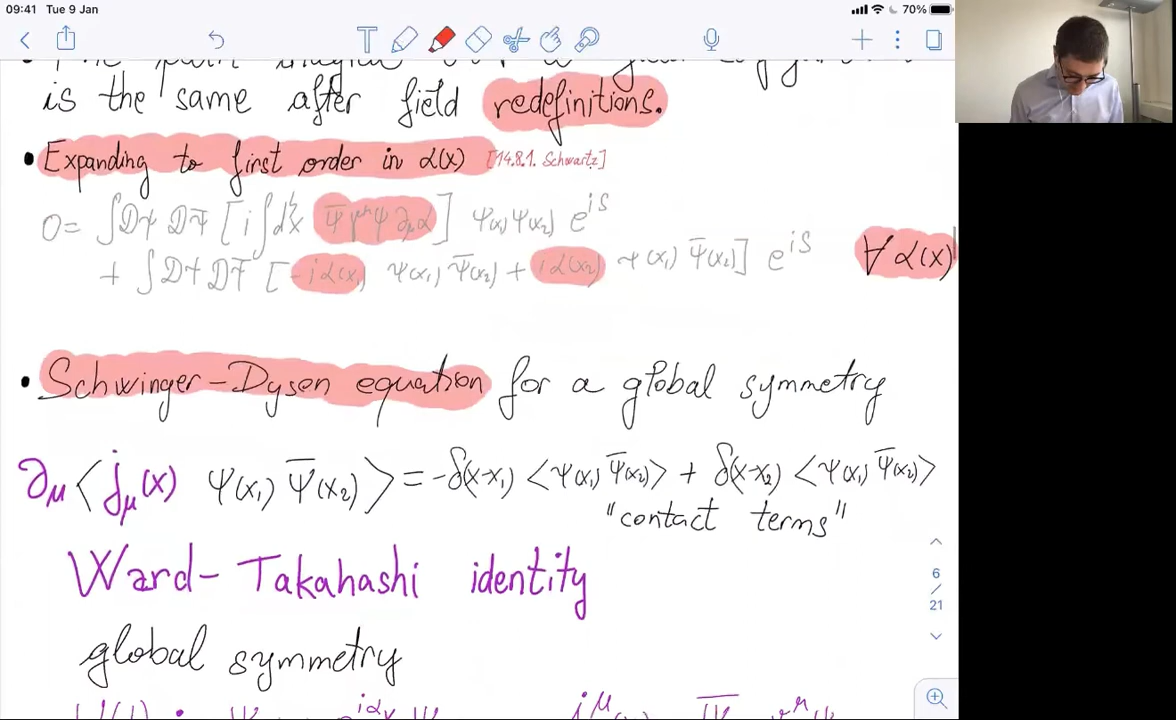 09:41 Tue 9 Jan 70%
is the same after field redefinitions.
• Expanding to first order in α(x) [14.8.1. Schwartz]
0 = ∫Dψ Dψ̄ [i∫d⁴x ψ̄γ^μψ ∂_μα] ψ(x₁) ψ(x₂) e^{iS}
+ ∫Dψ Dψ̄ [-iα(x₁) ψ(x₁) ψ̄(x₂) + iα(x₂) ψ(x₁) ψ̄(x₂)] e^{iS} ∀ α(x)
• Schwinger-Dyson equation for a global symmetry
∂_μ ⟨j_μ(x) ψ(x₁) ψ̄(x₂)⟩ = -δ(x-x₁) ⟨ψ(x₁) ψ̄(x₂)⟩ + δ(x-x₂) ⟨ψ(x₁) ψ̄(x₂)⟩
"contact terms"
Ward-Takahashi identity
global symmetry
6
/
21